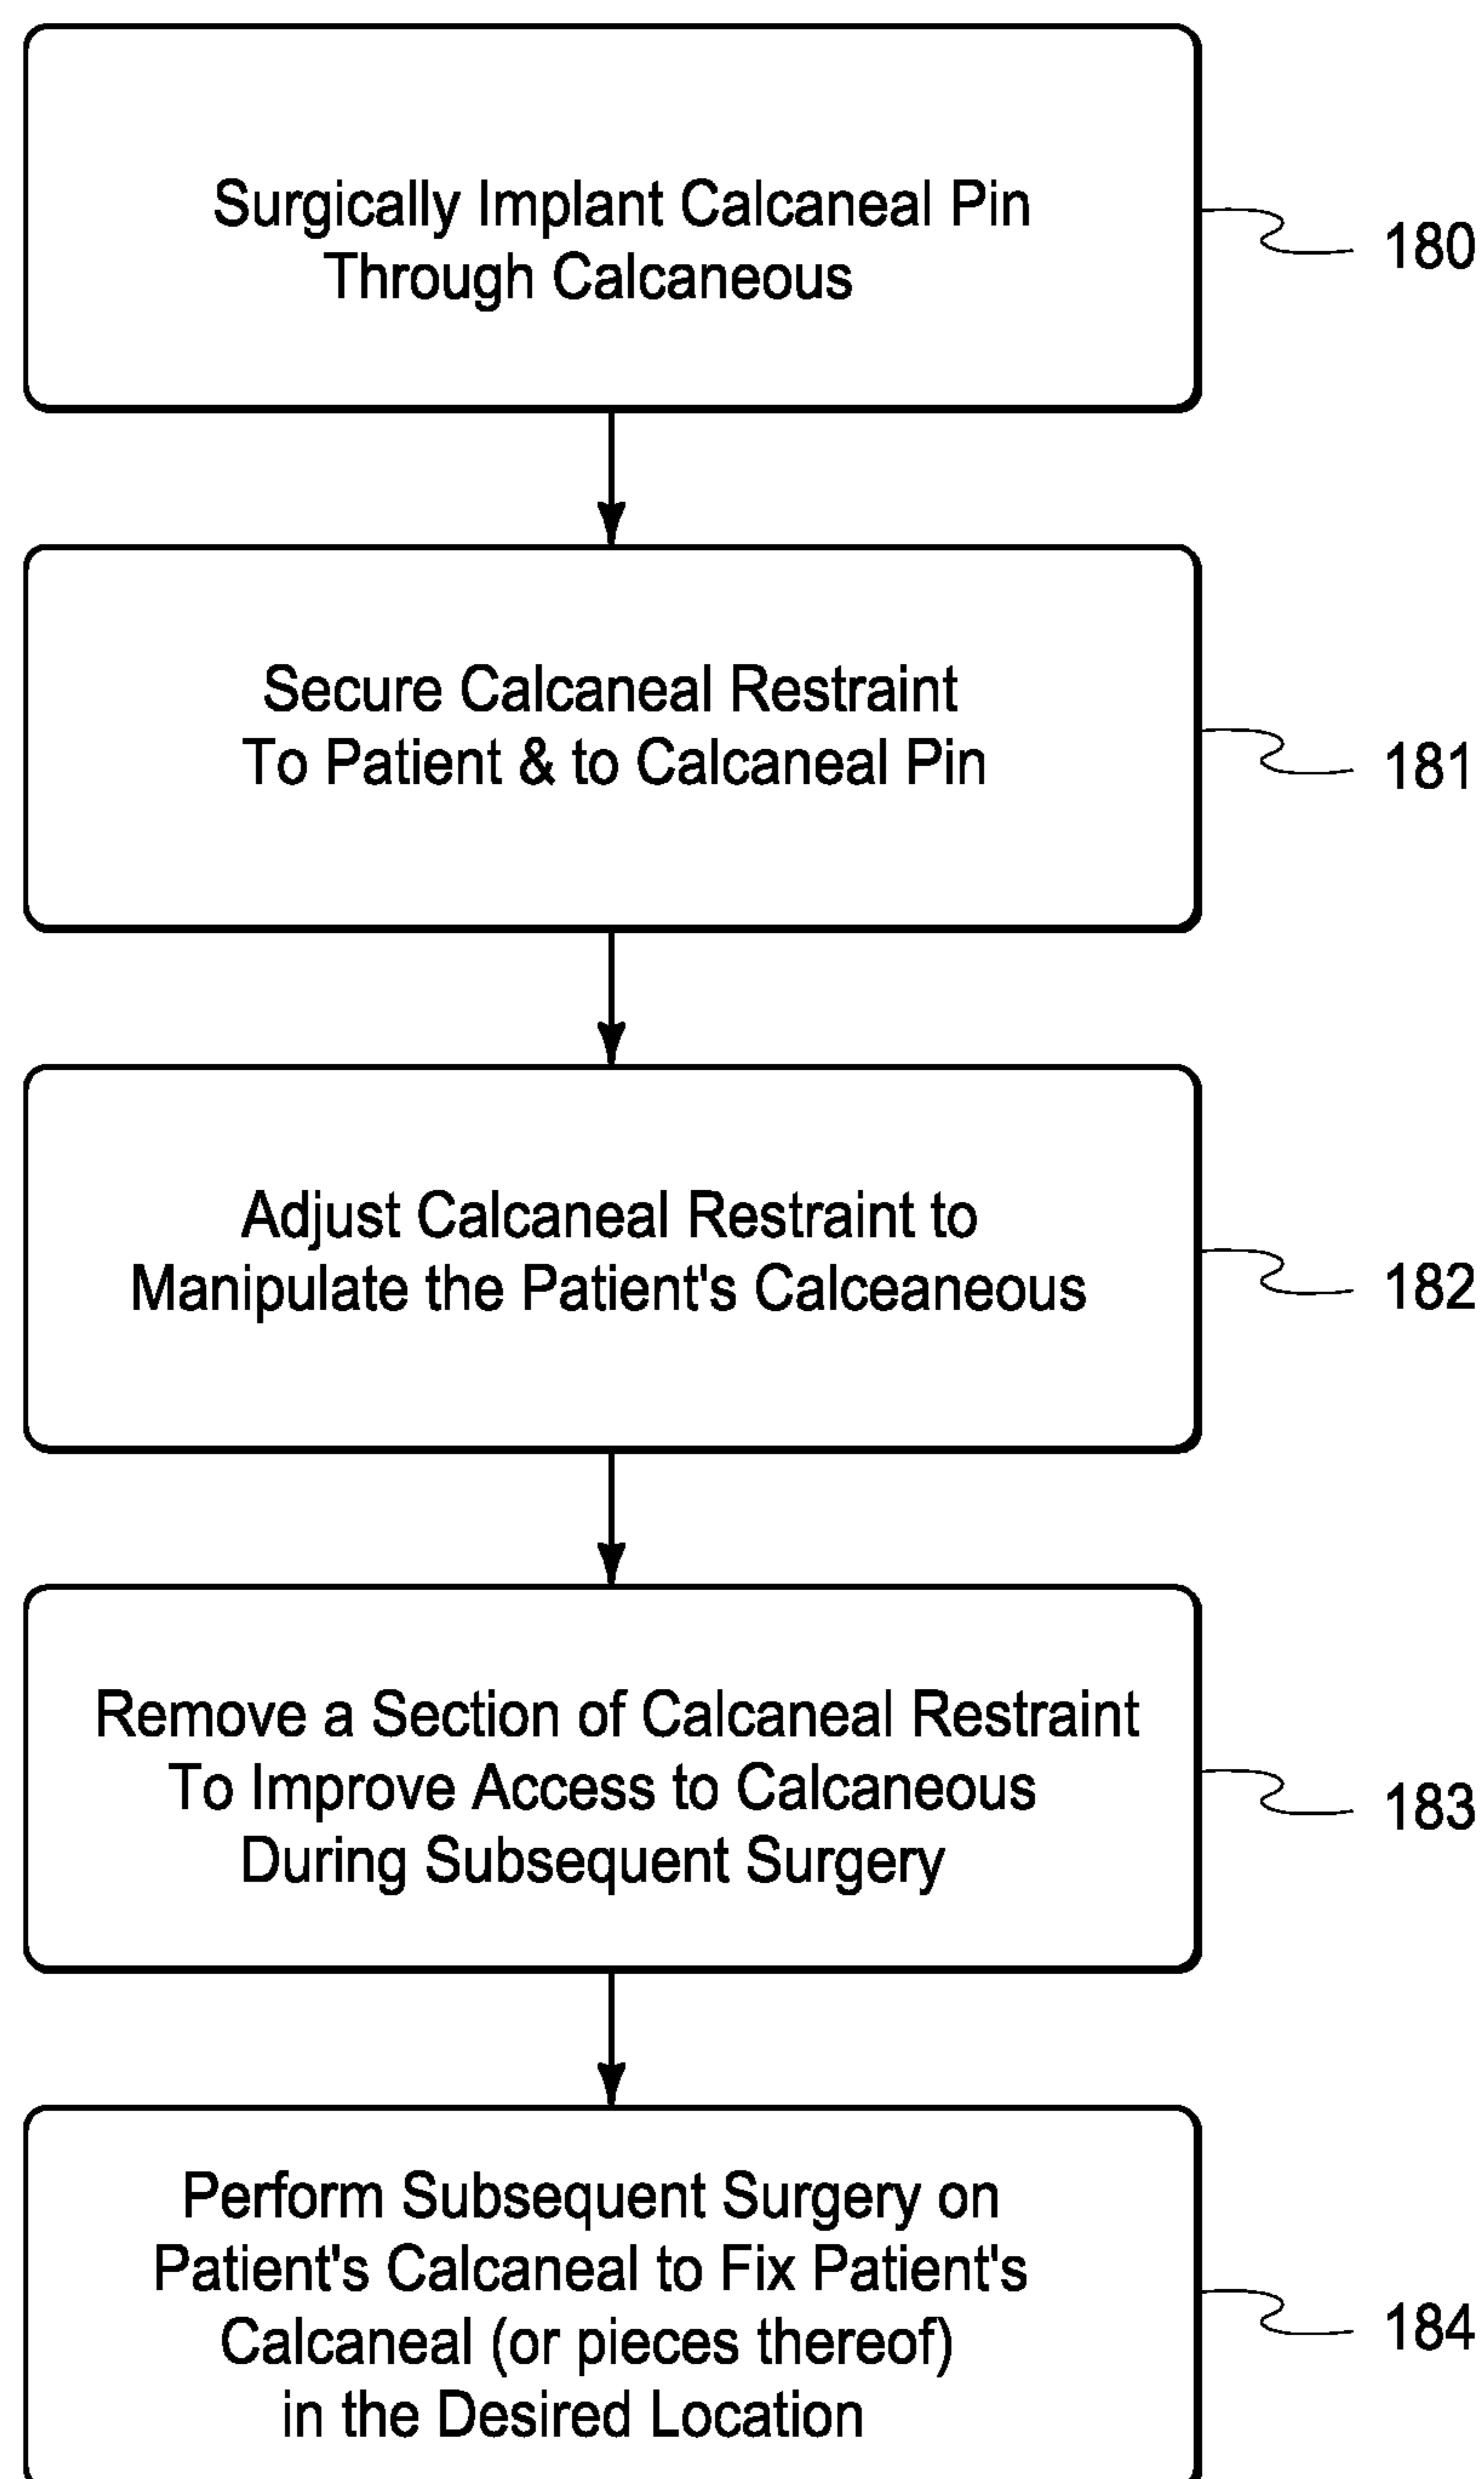 Surgically Implant Calcaneal Pin
Through Calcaneous
180
Secure Calcaneal Restraint
To Patient & to Calcaneal Pin
181
Adjust Calcaneal Restraint to
Manipulate the Patient's Calceaneous
182
Remove a Section of Calcaneal Restraint
To Improve Access to Calcaneous
During Subsequent Surgery
183
Perform Subsequent Surgery on
Patient's Calcaneal to Fix Patient's
Calcaneal (or pieces thereof)
in the Desired Location
184